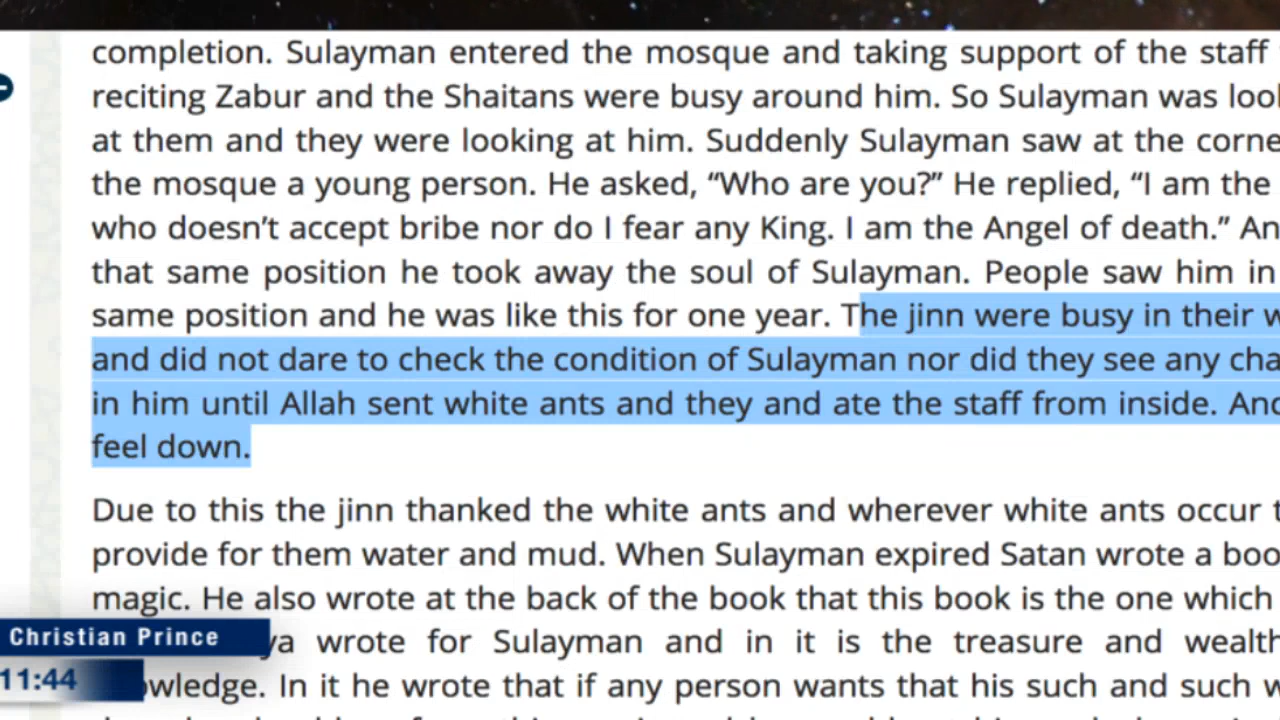 completion. Sulayman entered the mosque and taking support of the staff
reciting Zabur and the Shaitans were busy around him. So Sulayman was
at them and they were looking at him. Suddenly Sulayman saw at the
the mosque a young person. He asked, “Who are you?” He replied, “I am the
who doesn’t accept bribe nor do I fear any King. I am the Angel of death.”
that same position he took away the soul of Sulayman. People saw him in
same position and he was like this for one year. The jinn were busy in their
and did not dare to check the condition of Sulayman nor did they see any
in him until Allah sent white ants and they and ate the staff from inside.
feel down.
Due to this the jinn thanked the white ants and wherever white ants occur
provide for them water and mud. When Sulayman expired Satan wrote a
magic. He also wrote at the back of the book that this book is the one which
wrote for Sulayman and in it is the treasure and
Christian Prince
In it he wrote that if any person wants that his such and such
11:44